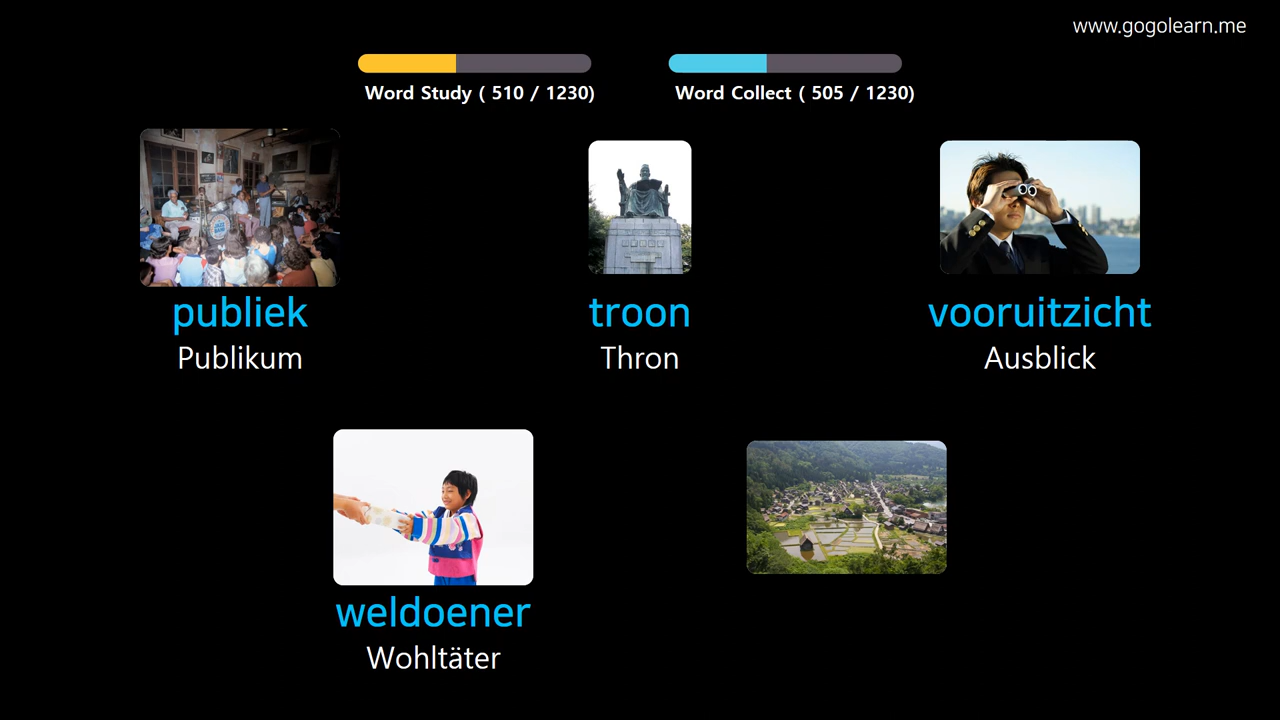 www.gogolearn.me
Word Study ( 510 / 1230)
Word Collect ( 505 / 1230)
publiek
Publikum
troon
Thron
vooruitzicht
Ausblick
weldoener
Wohltäter